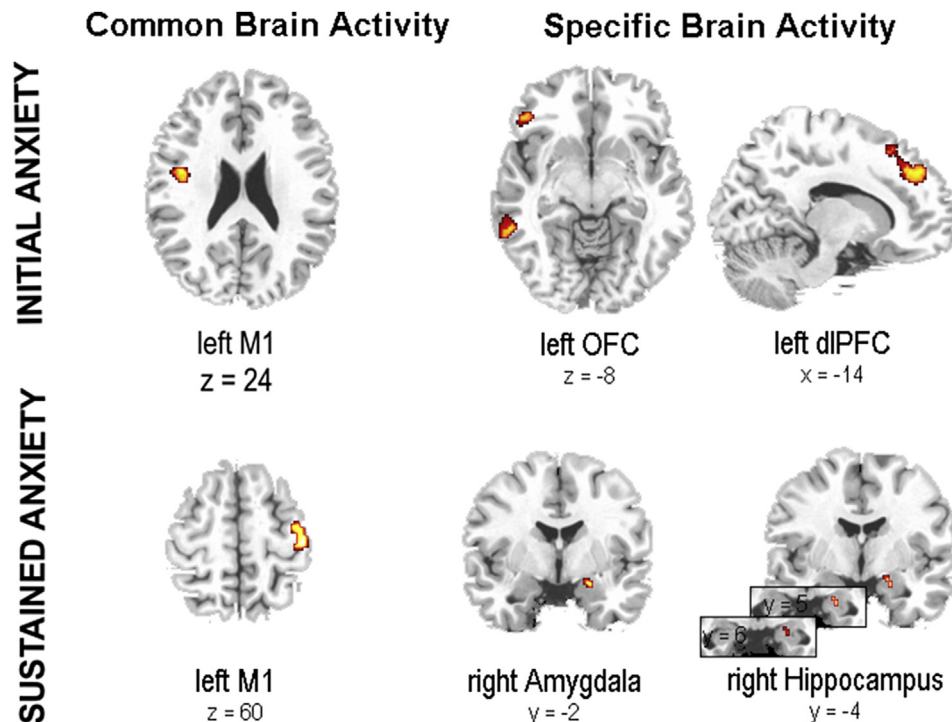 Common Brain Activity
Specific Brain Activity
INITIAL ANXIETY
left M1
z = 24
left OFC
z = -8
left dlPFC
x = -14
SUSTAINED ANXIETY
left M1
z = 60
right Amygdala
y = -2
y = 5
y = 6
right Hippocampus
y = -4